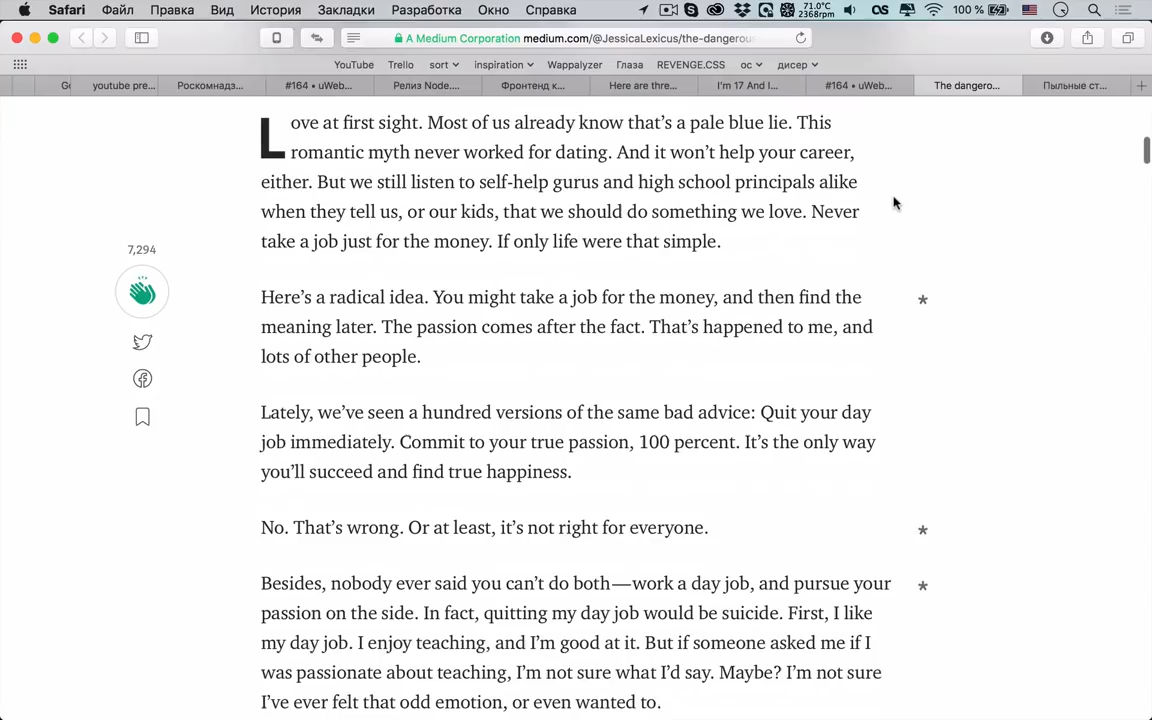 Safari Файл Правка Вид История Закладки Разработка Окно Справка 71.0°C 2368rpm 100 %
A Medium Corporation medium.com/@JessicaLexicus/the-dangerou
YouTube Trello sort inspiration Wappalyzer Глаза REVENGE.CSS ос дисер
Go youtube pre... Роскомнадз... #164 • uWeb... Релиз Node.... Фронтенд к... Here are thre... I'm 17 And I... #164 • uWeb... The dangero... Пыльные ст...
Love at first sight. Most of us already know that's a pale blue lie. This
romantic myth never worked for dating. And it won't help your career,
either. But we still listen to self-help gurus and high school principals alike
when they tell us, or our kids, that we should do something we love. Never
take a job just for the money. If only life were that simple.
7,294
Here's a radical idea. You might take a job for the money, and then find the
meaning later. The passion comes after the fact. That's happened to me, and
lots of other people.
Lately, we've seen a hundred versions of the same bad advice: Quit your day
job immediately. Commit to your true passion, 100 percent. It's the only way
you'll succeed and find true happiness.
No. That's wrong. Or at least, it's not right for everyone.
Besides, nobody ever said you can't do both—work a day job, and pursue your
passion on the side. In fact, quitting my day job would be suicide. First, I like
my day job. I enjoy teaching, and I'm good at it. But if someone asked me if I
was passionate about teaching, I'm not sure what I'd say. Maybe? I'm not sure
I've ever felt that odd emotion, or even wanted to.